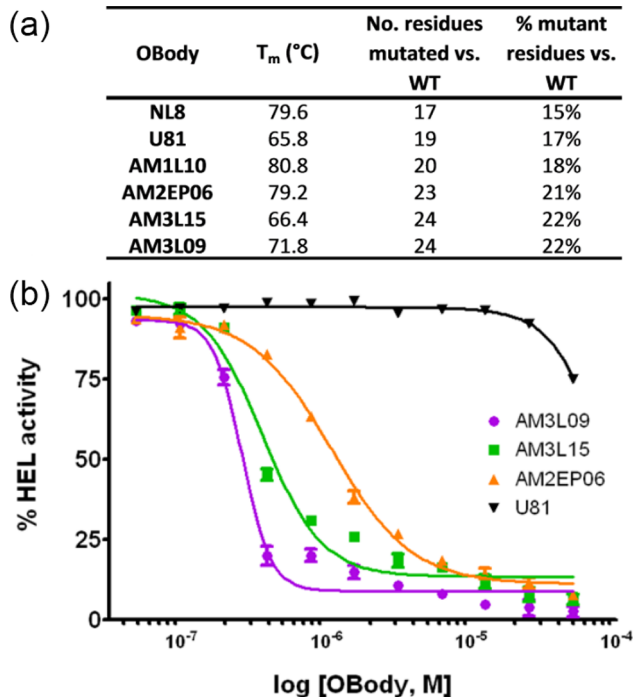 (a)
OBody Tm (°C) No. residues mutated vs. WT % mutant residues vs. WT
NL8 79.6 17 15%
U81 65.8 19 17%
AM1L10 80.8 20 18%
AM2EP06 79.2 23 21%
AM3L15 66.4 24 22%
AM3L09 71.8 24 22%
(b)
% HEL activity
100
75
50
25
0
AM3L09
AM3L15
AM2EP06
U81
10-7 10-6 10-5 10-4
log [OBody, M]